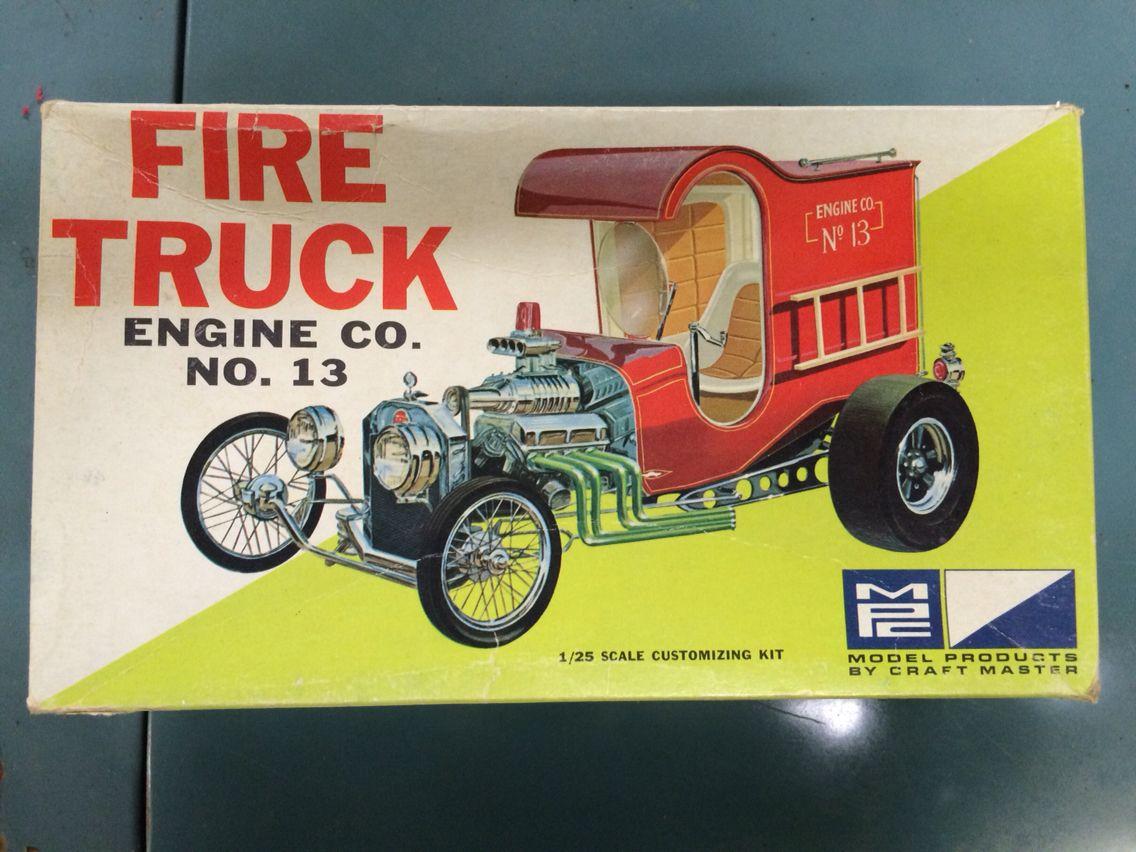 FIRE
TRUCK
ENGINE CO.
NO. 13
ENGINE CO.
Nº 13
1/25 SCALE CUSTOMIZING KIT
MPC
MODEL PRODUCTS
BY CRAFT MASTER